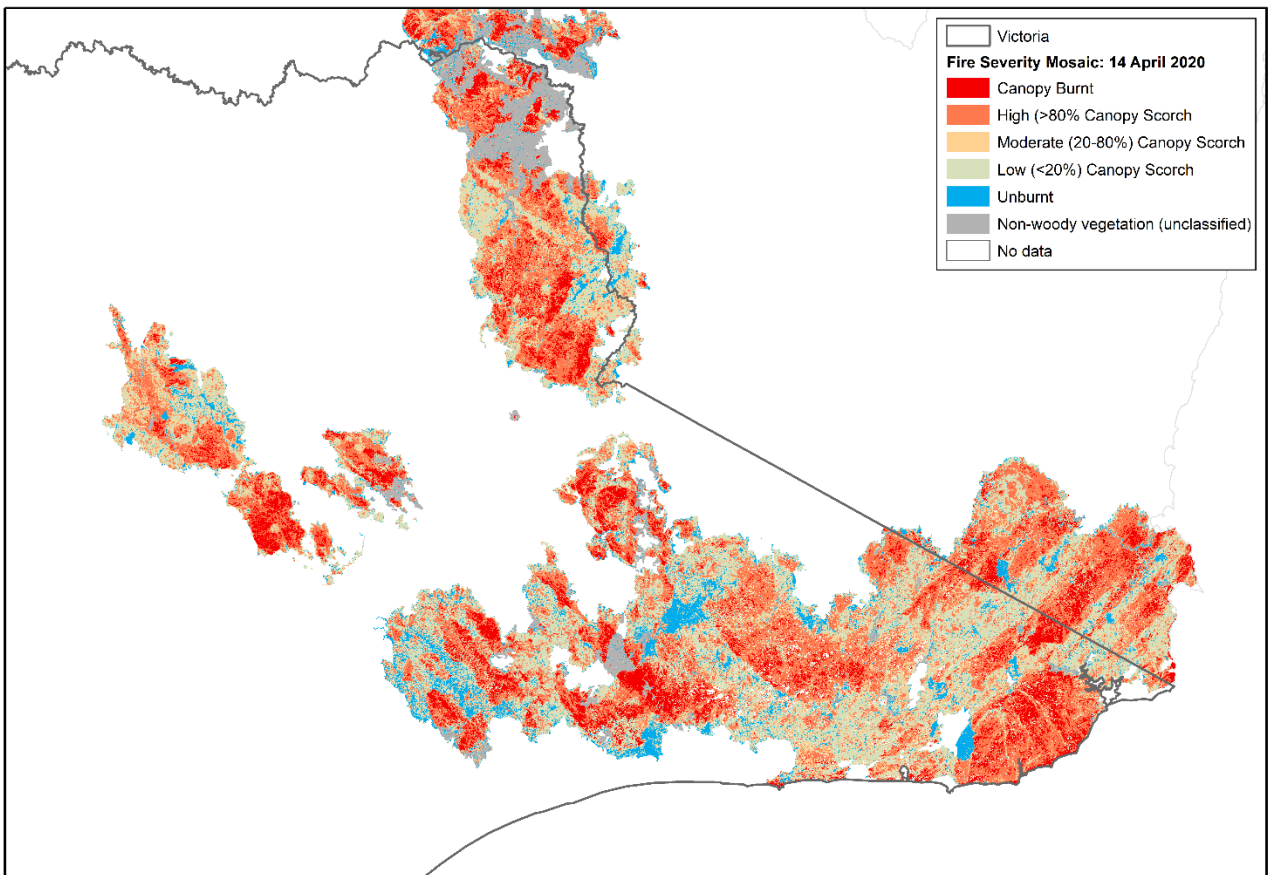 Victoria
Fire Severity Mosaic: 14 April 2020
Canopy Burnt
High (>80% Canopy Scorch
Moderate (20-80%) Canopy Scorch
Low (<20%) Canopy Scorch
Unburnt
Non-woody vegetation (unclassified)
No data